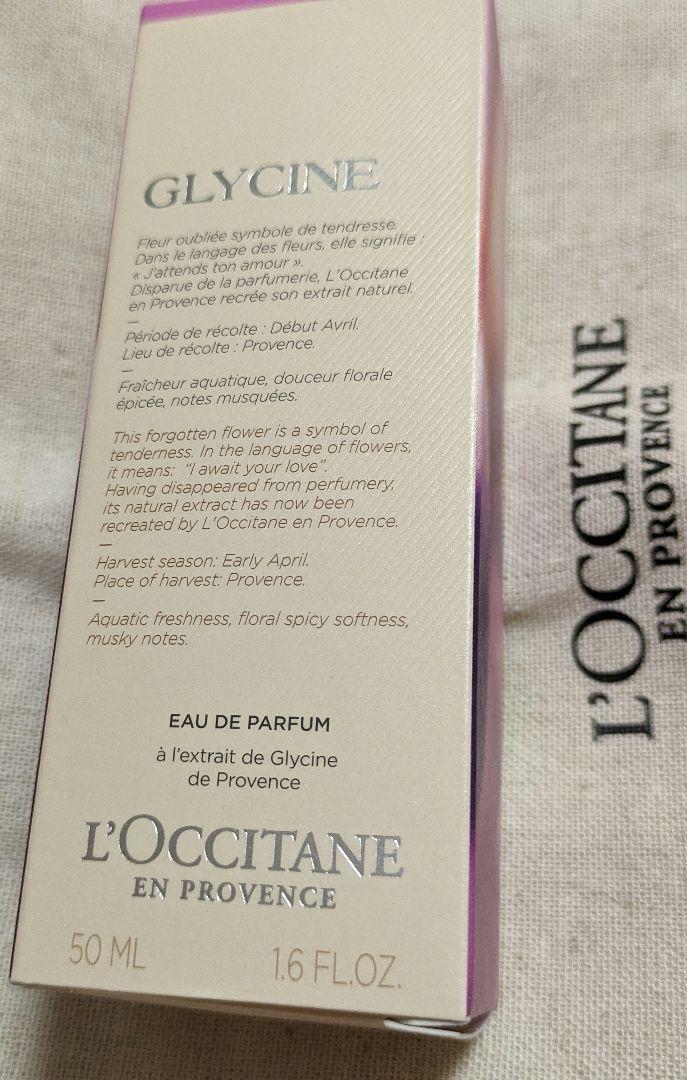 GLYCINE
Fleur oubliée symbole de tendresse.
Dans le langage des fleurs, elle signifie :
« J'attends ton amour ».
Disparue de la parfumerie, L'Occitane
en Provence recrée son extrait naturel.
—
Période de récolte : Début Avril.
Lieu de récolte : Provence.
—
Fraîcheur aquatique, douceur florale
épicée, notes musquées.
This forgotten flower is a symbol of
tenderness. In the language of flowers,
it means: “I await your love”.
Having disappeared from perfumery,
its natural extract has now been
recreated by L'Occitane en Provence.
—
Harvest season: Early April.
Place of harvest: Provence.
—
Aquatic freshness, floral spicy softness,
musky notes.
EAU DE PARFUM
à l'extrait de Glycine
de Provence
L'OCCITANE
EN PROVENCE
50 ML 1.6 FL.OZ.
L'OCCITANE
EN PROVENCE